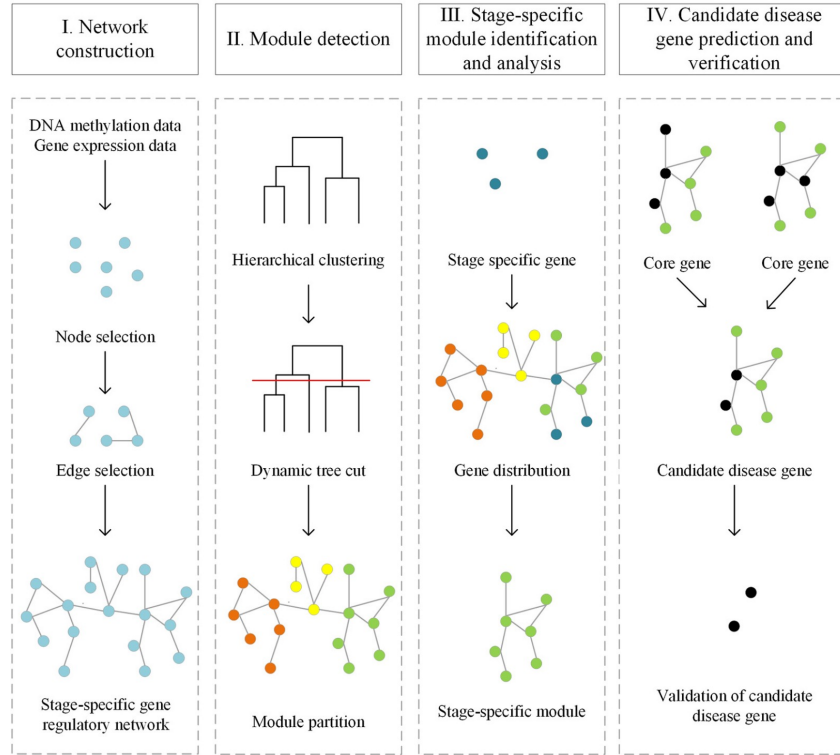 I. Network
construction
II. Module detection
III. Stage-specific
module identification
and analysis
IV. Candidate disease
gene prediction and
verification
DNA methylation data
Gene expression data
Node selection
Edge selection
Stage-specific gene
regulatory network
Hierarchical clustering
Dynamic tree cut
Module partition
Stage specific gene
Gene distribution
Stage-specific module
Core gene
Core gene
Candidate disease gene
Validation of candidate
disease gene